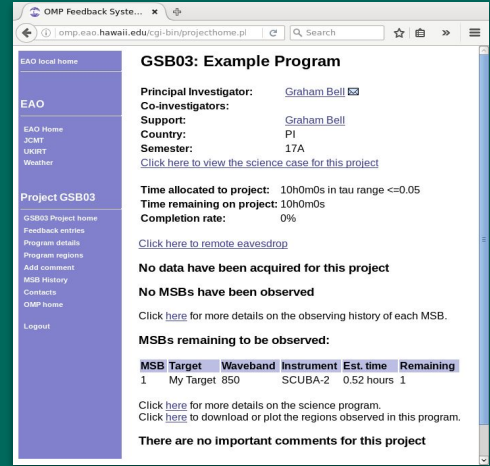 OMP Feedback Syste...
omp.eao.hawaii.edu/cgi-bin/projecthome.pl
Search
EAO local home
EAO
EAO Home
JCMT
UKIRT
Weather
Project GSB03
GSB03 Project home
Feedback entries
Program details
Program regions
Add comment
MSB History
Contacts
OMP home
Logout
GSB03: Example Program
Principal Investigator: Graham Bell
Co-investigators:
Support: Graham Bell
Country: PI
Semester: 17A
Click here to view the science case for this project
Time allocated to project: 10h0m0s in tau range <=0.05
Time remaining on project: 10h0m0s
Completion rate: 0%
Click here to remote eavesdrop
No data have been acquired for this project
No MSBs have been observed
Click here for more details on the observing history of each MSB.
MSBs remaining to be observed:
MSB Target Waveband Instrument Est. time Remaining
1 My Target 850 SCUBA-2 0.52 hours 1
Click here for more details on the science program.
Click here to download or plot the regions observed in this program.
There are no important comments for this project